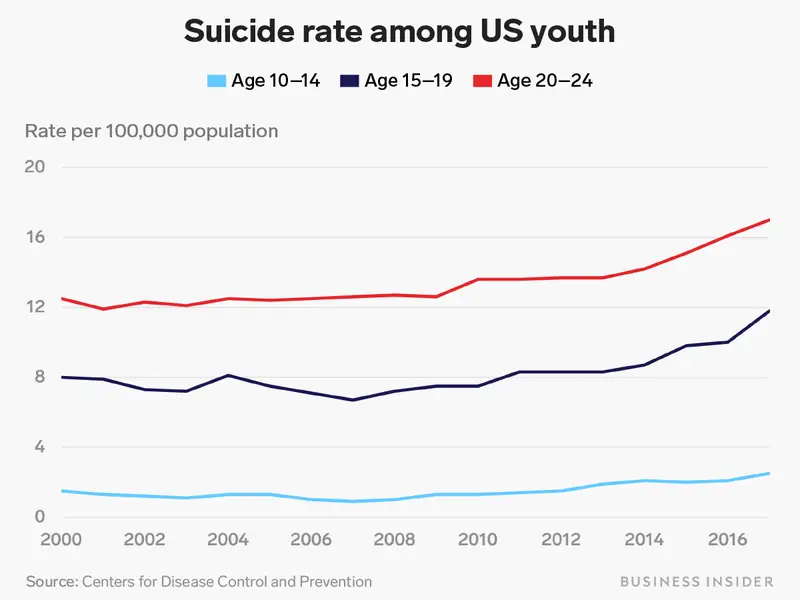 Suicide rate among US youth
Age 10–14 Age 15–19 Age 20–24
Rate per 100,000 population
20
16
12
8
4
0
2000 2002 2004 2006 2008 2010 2012 2014 2016
Source: Centers for Disease Control and Prevention
BUSINESS INSIDER